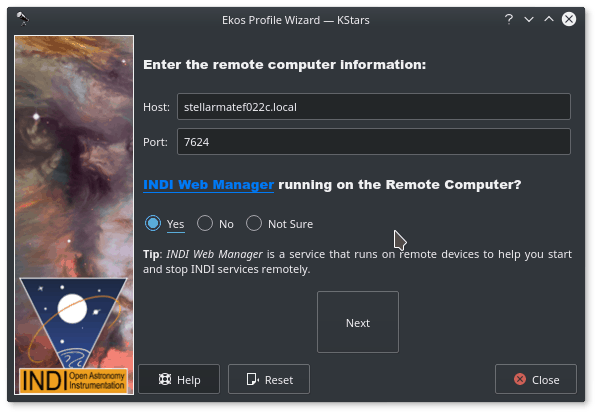 Ekos Profile Wizard — KStars
Enter the remote computer information:
Host: stellarmatef022c.local
Port: 7624
INDI Web Manager running on the Remote Computer?
Yes No Not Sure
Tip: INDI Web Manager is a service that runs on remote devices to help you start
and stop INDI services remotely.
Next
INDI Open Astronomy
Instrumentation
Help Reset Close